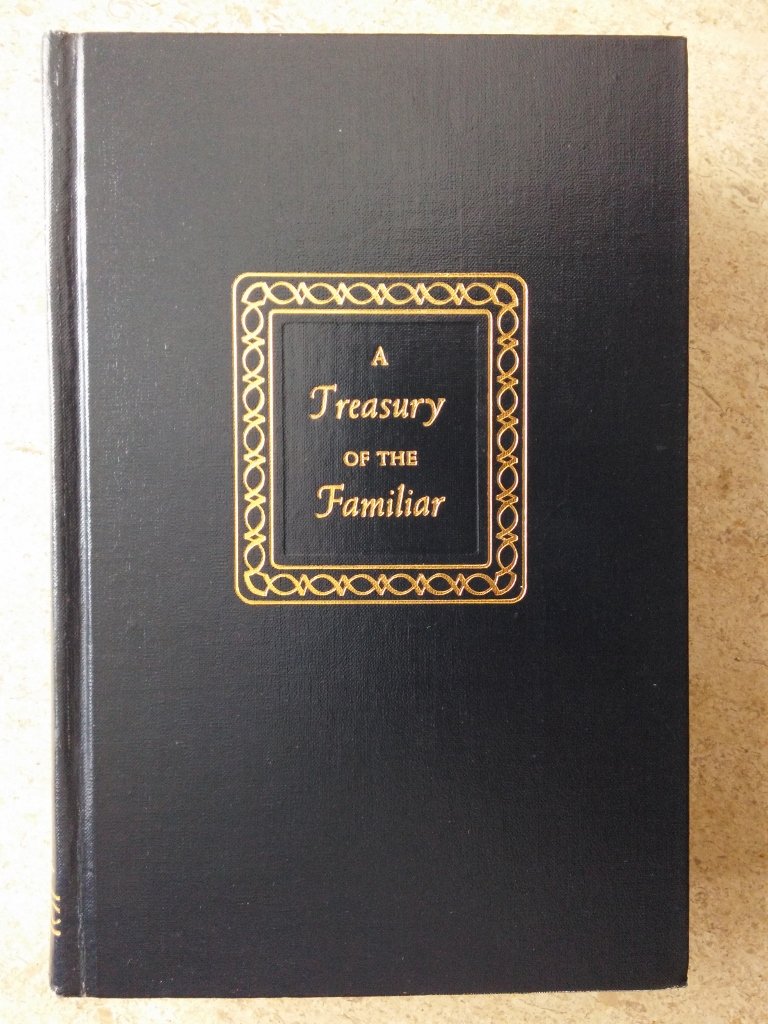 A
Treasury
OF THE
Familiar